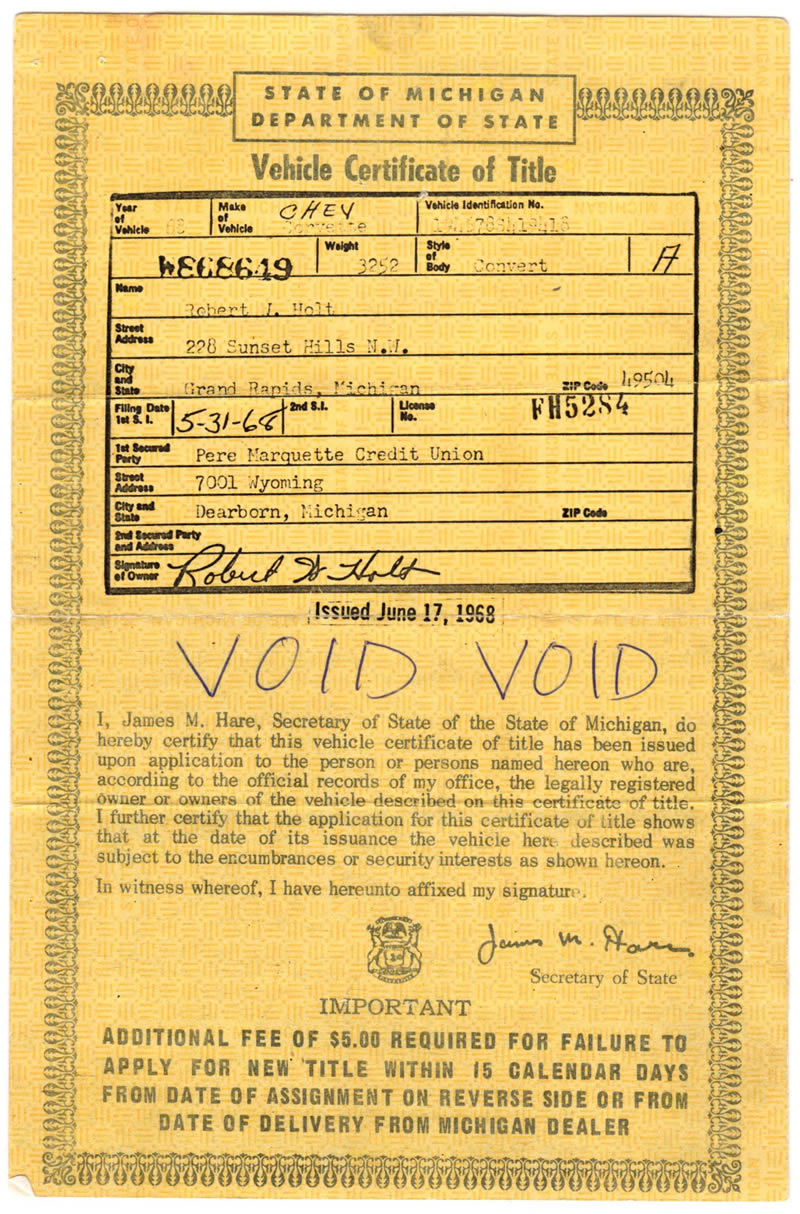 STATE OF MICHIGAN
DEPARTMENT OF STATE
Vehicle Certificate of Title
Year of Vehicle 68 Make of Vehicle CHEV Corvette Vehicle Identification No.
Weight 3252 Style of Body Convert A
Name Robert W. Holt
Street Address 228 Sunset Hills N.W.
City and State Grand Rapids, Michigan ZIP Code 49504
Filing Date 1st S. I. 5-31-68 2nd S.I. License No. FH5284
1st Secured Party Pere Marquette Credit Union
Street Address 7001 Wyoming
City and State Dearborn, Michigan ZIP Code
2nd Secured Party and Address
Signature of Owner Robert W Holt
Issued June 17, 1968
VOID VOID
I, James M. Hare, Secretary of State of the State of Michigan, do
hereby certify that this vehicle certificate of title has been issued
upon application to the person or persons named hereon who are,
according to the official records of my office, the legally registered
owner or owners of the vehicle described on this certificate of title.
I further certify that the application for this certificate of title shows
that at the date of its issuance the vehicle here described was
subject to the encumbrances or security interests as shown hereon.
In witness whereof, I have hereunto affixed my signature.
James M. Hare
Secretary of State
IMPORTANT
ADDITIONAL FEE OF $5.00 REQUIRED FOR FAILURE TO
APPLY FOR NEW TITLE WITHIN 15 CALENDAR DAYS
FROM DATE OF ASSIGNMENT ON REVERSE SIDE OR FROM
DATE OF DELIVERY FROM MICHIGAN DEALER